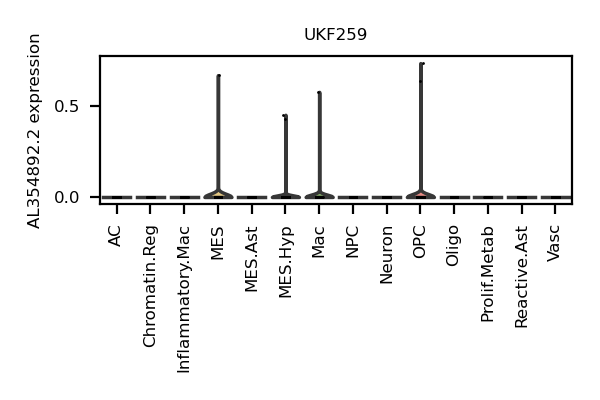 UKF259
AL354892.2 expression
0.5
0.0
AC
Chromatin.Reg
Inflammatory.Mac
MES
MES.Ast
MES.Hyp
Mac
NPC
Neuron
OPC
Oligo
Prolif.Metab
Reactive.Ast
Vasc